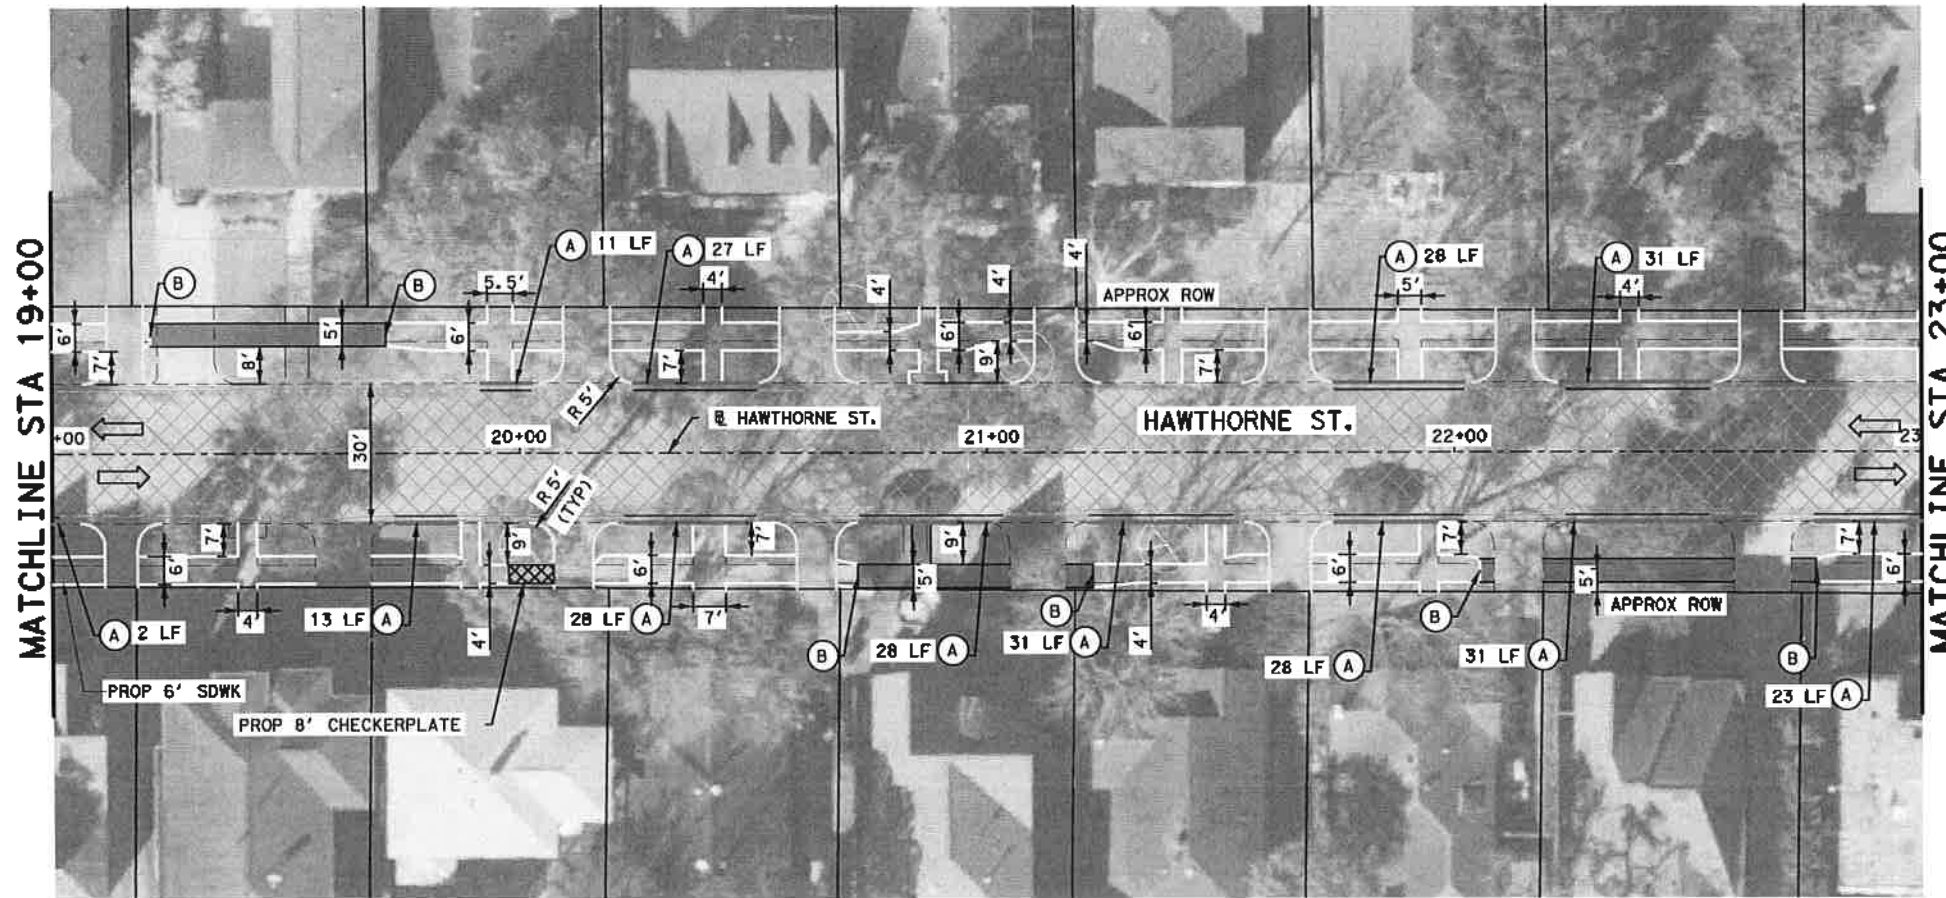 MATCHLINE STA 19+00
MATCHLINE STA 23+00
A 11 LF
A 27 LF
A 28 LF
A 31 LF
B
B
5.5'
4'
4'
4'
4'
5'
4'
APPROX ROW
6'
5'
6'
6'
6'
7'
8'
7'
9'
7'
R 5'
℄ HAWTHORNE ST.
HAWTHORNE ST.
+00
20+00
21+00
22+00
23
30'
R 5'
(TYP)
7'
9'
7'
9'
7'
7'
6'
6'
5'
6'
5'
6'
4'
13 LF A
4'
28 LF A
7'
B
4'
4'
B
APPROX ROW
A 2 LF
B
28 LF A
31 LF A
28 LF A
31 LF A
B
23 LF A
PROP 6' SDWK
PROP 8' CHECKERPLATE